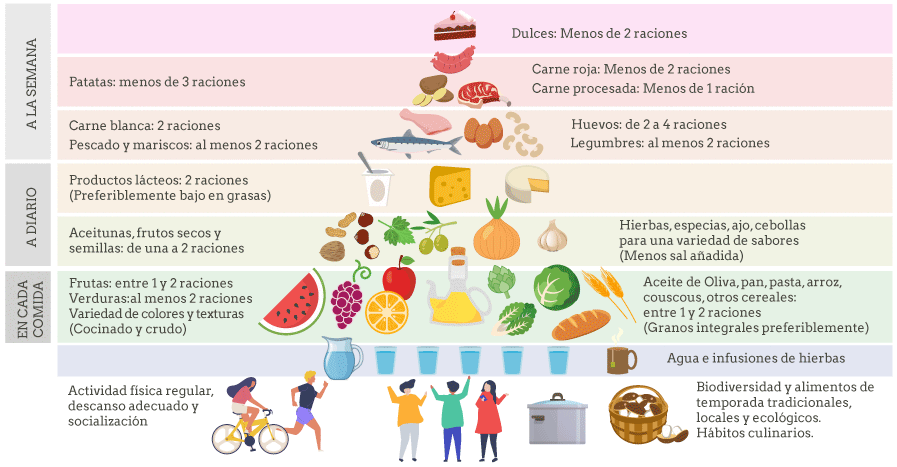 A LA SEMANA
Dulces: Menos de 2 raciones
Patatas: menos de 3 raciones
Carne roja: Menos de 2 raciones
Carne procesada: Menos de 1 ración
Carne blanca: 2 raciones
Pescado y mariscos: al menos 2 raciones
Huevos: de 2 a 4 raciones
Legumbres: al menos 2 raciones
A DIARIO
Productos lácteos: 2 raciones
(Preferiblemente bajo en grasas)
Aceitunas, frutos secos y
semillas: de una a 2 raciones
Hierbas, especias, ajo, cebollas
para una variedad de sabores
(Menos sal añadida)
EN CADA
COMIDA
Frutas: entre 1 y 2 raciones
Verduras:al menos 2 raciones
Variedad de colores y texturas
(Cocinado y crudo)
Aceite de Oliva, pan, pasta, arroz,
couscous, otros cereales:
entre 1 y 2 raciones
(Granos integrales preferiblemente)
Agua e infusiones de hierbas
Actividad física regular,
descanso adecuado y
socialización
Biodiversidad y alimentos de
temporada tradicionales,
locales y ecológicos.
Hábitos culinarios.